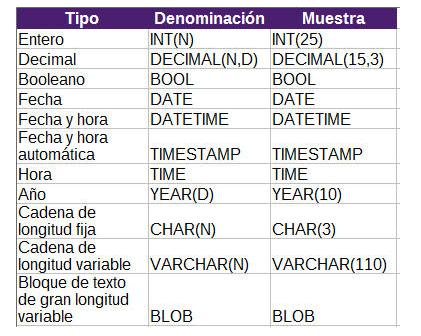 Tipo Denominación Muestra
Entero INT(N) INT(25)
Decimal DECIMAL(N,D) DECIMAL(15,3)
Booleano BOOL BOOL
Fecha DATE DATE
Fecha y hora DATETIME DATETIME
Fecha y hora
automática TIMESTAMP TIMESTAMP
Hora TIME TIME
Año YEAR(D) YEAR(10)
Cadena de
longitud fija CHAR(N) CHAR(3)
Cadena de
longitud variable VARCHAR(N) VARCHAR(110)
Bloque de texto
de gran longitud
variable BLOB BLOB